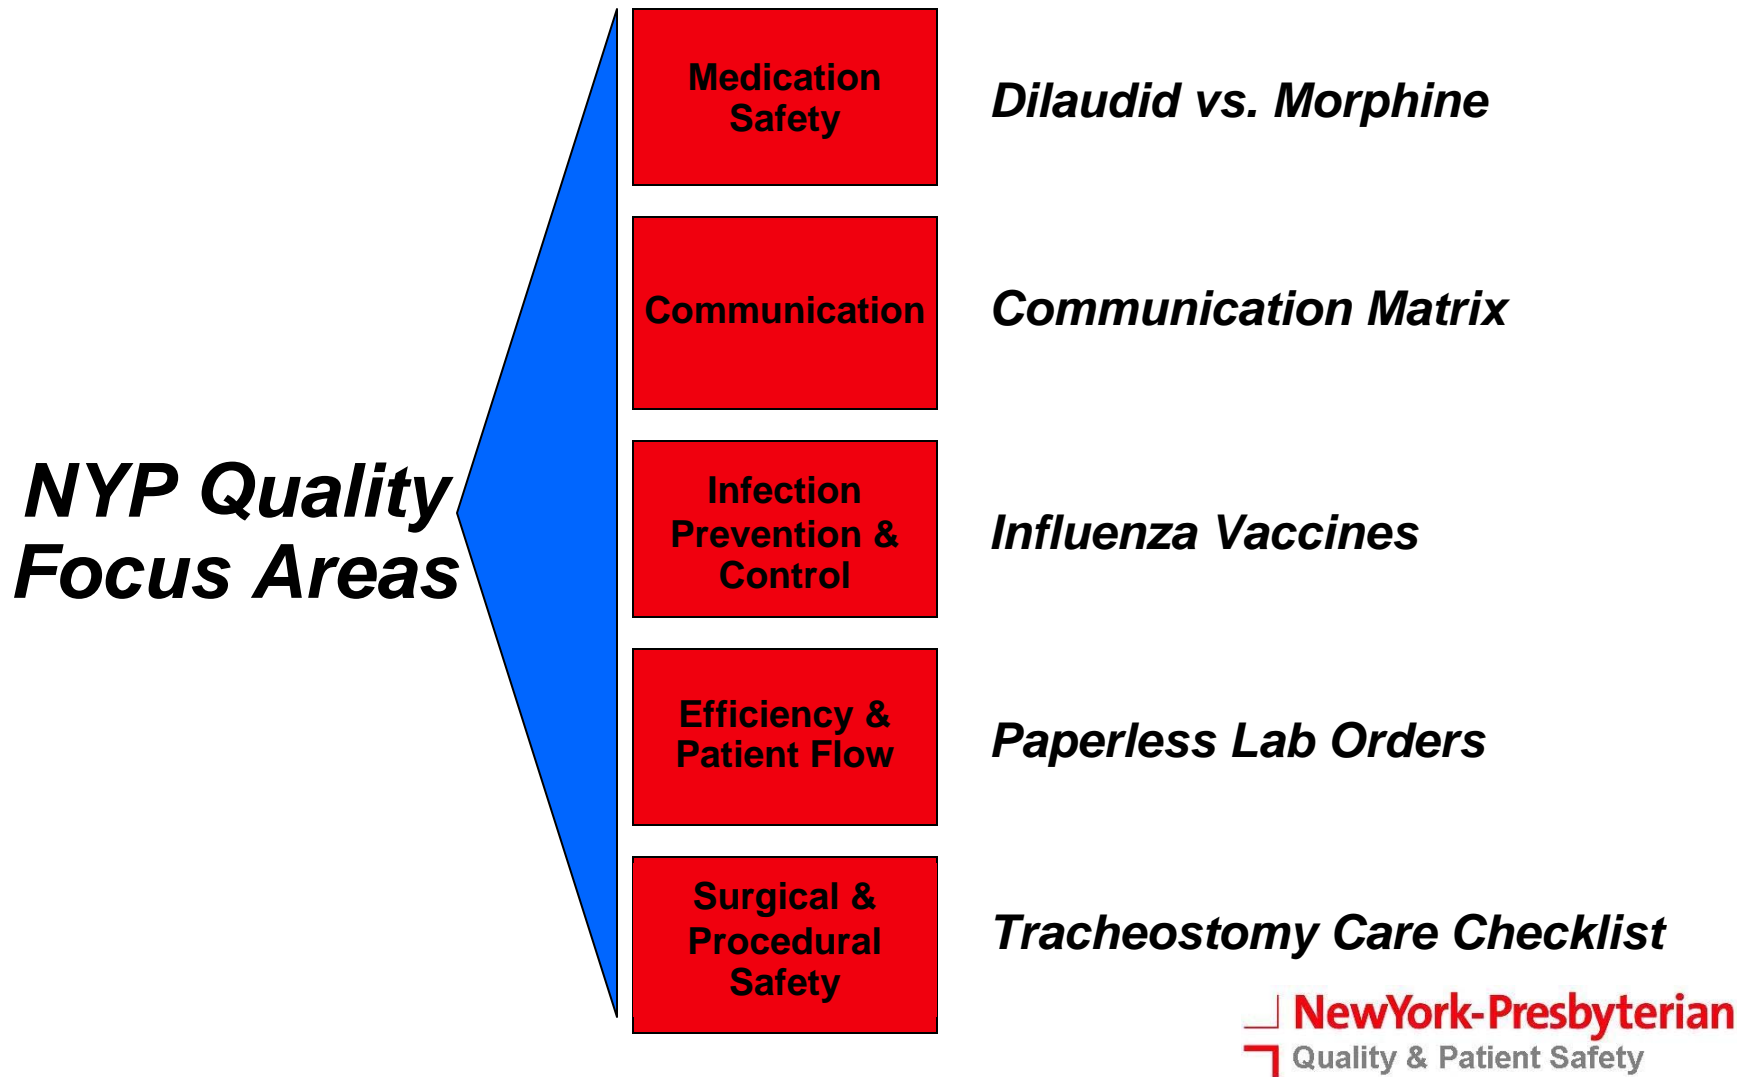 NYP Quality
Focus Areas
Medication
Safety
Dilaudid vs. Morphine
Communication
Communication Matrix
Infection
Prevention &
Control
Influenza Vaccines
Efficiency &
Patient Flow
Paperless Lab Orders
Surgical &
Procedural
Safety
Tracheostomy Care Checklist
NewYork-Presbyterian
Quality & Patient Safety